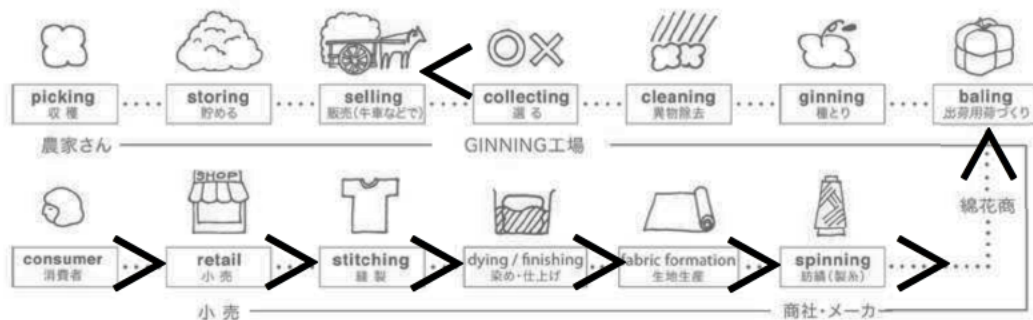 picking
収穫
storing
貯める
selling
販売(牛車などで)
collecting
選る
cleaning
異物除去
ginning
種とり
baling
出荷用荷づくり
農家さん
GINNING工場
綿花商
SHOP
consumer
消費者
retail
小売
stitching
縫製
dying / finishing
染め・仕上げ
fabric formation
生地生産
spinning
紡績(製糸)
小売
商社・メーカ